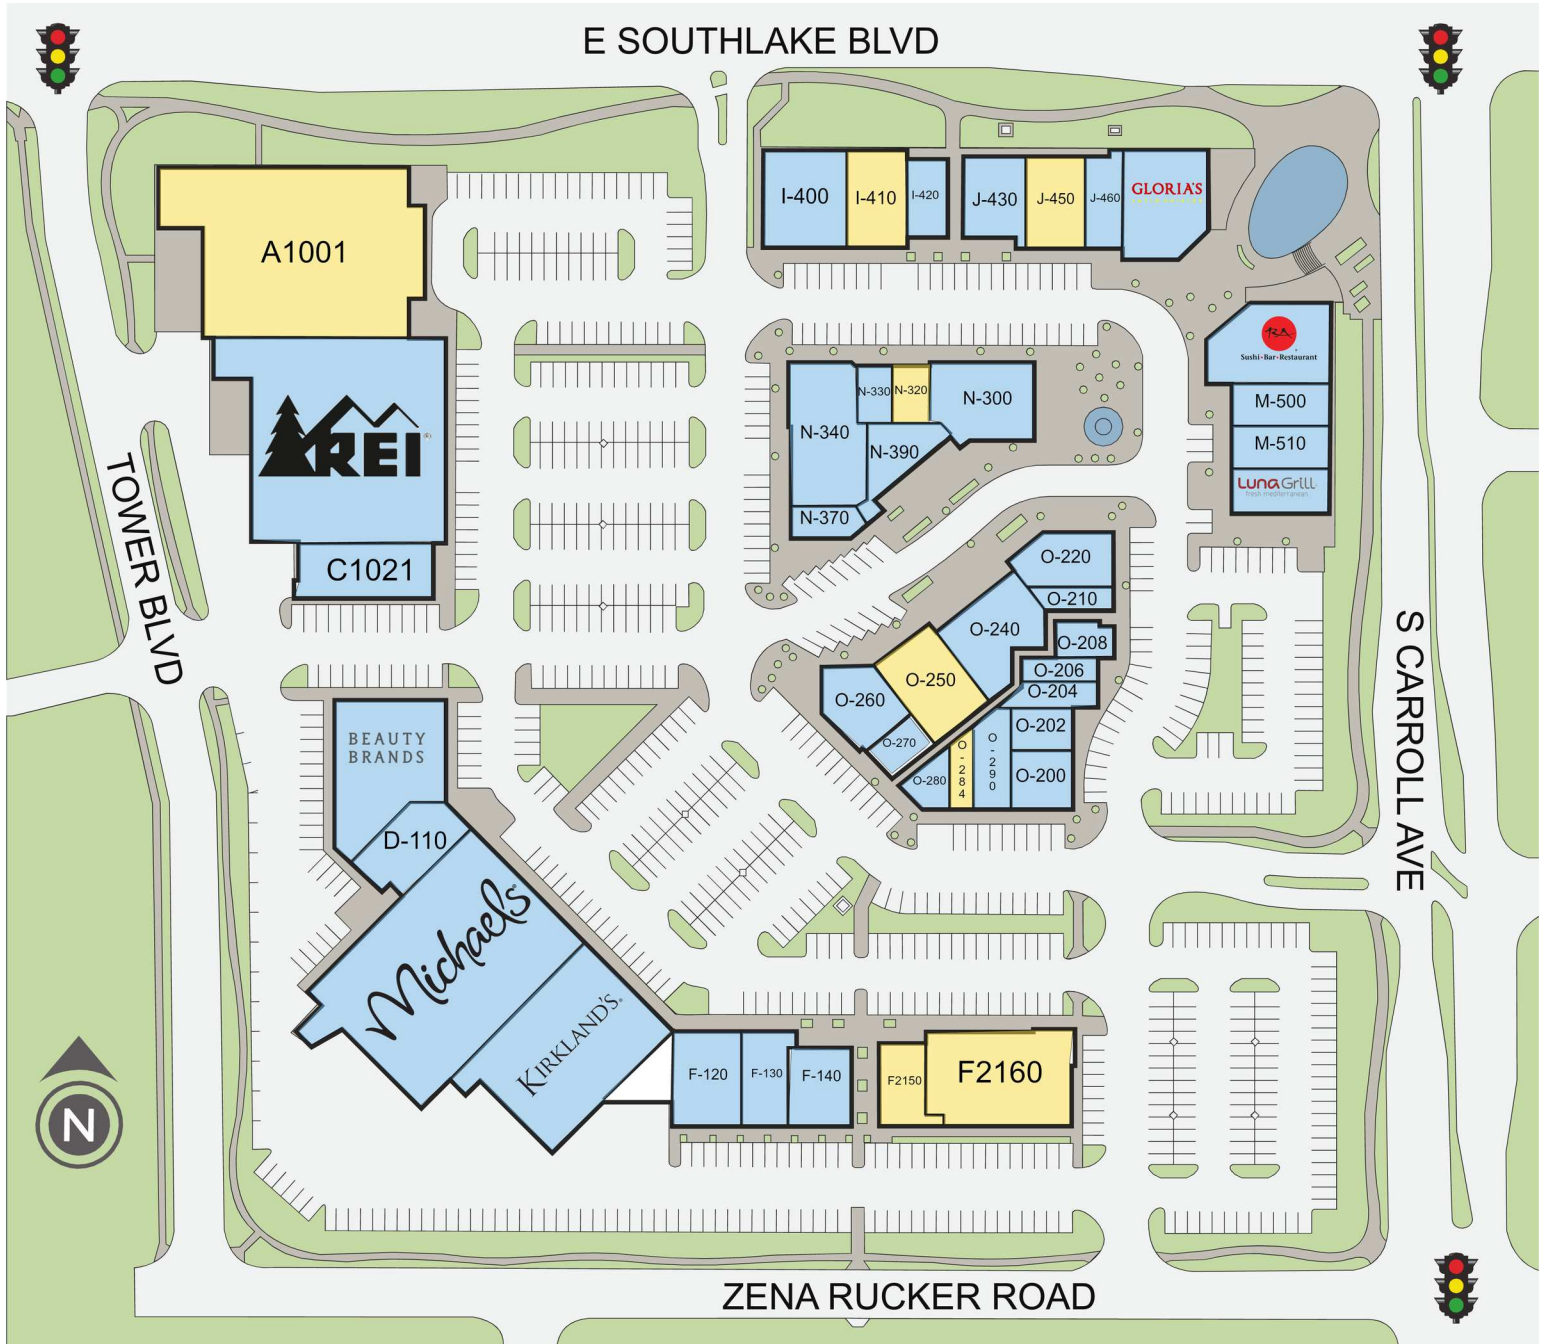 E SOUTHLAKE BLVD
I-400
I-410
I-420
J-430
J-450
J-460
GLORIA'S
A1001
RA
Sushi•Bar•Restaurant
M-500
M-510
Luna Grill
fresh mediterranean
N-340
N-330
N-320
N-300
N-390
N-370
REI
C1021
TOWER BLVD
O-220
O-210
O-240
O-208
O-206
O-204
O-250
O-260
O-270
O-202
O-200
O-280
O-284
O-290
S CARROLL AVE
BEAUTY
BRANDS
D-110
Michaels
KIRKLAND'S
F-120
F-130
F-140
F2150
F2160
N
ZENA RUCKER ROAD